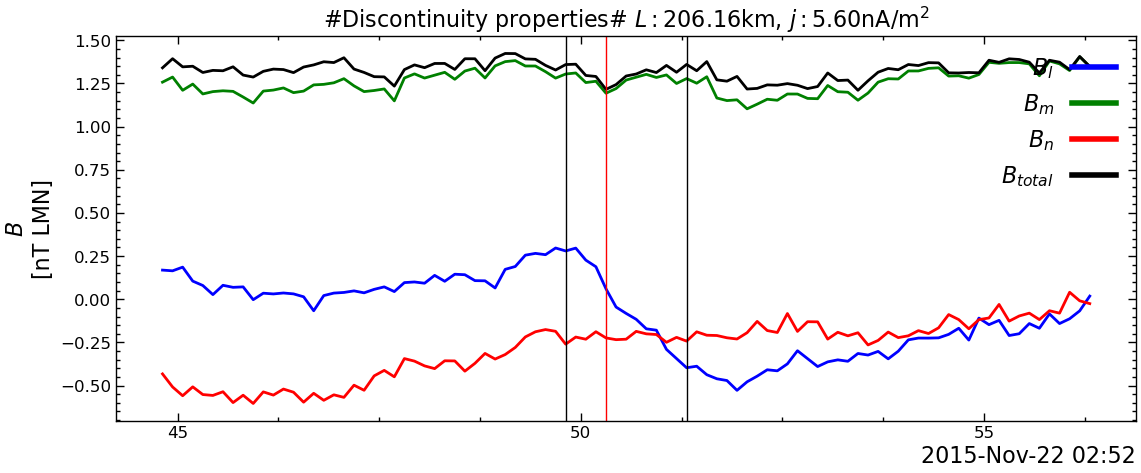 #Discontinuity properties# L : 206.16km, j : 5.60nA/m²
1.50
1.25
1.00
0.75
0.50
0.25
0.00
−0.25
−0.50
B
[nT LMN]
B_l
B_m
B_n
B_total
45 50 55
2015-Nov-22 02:52